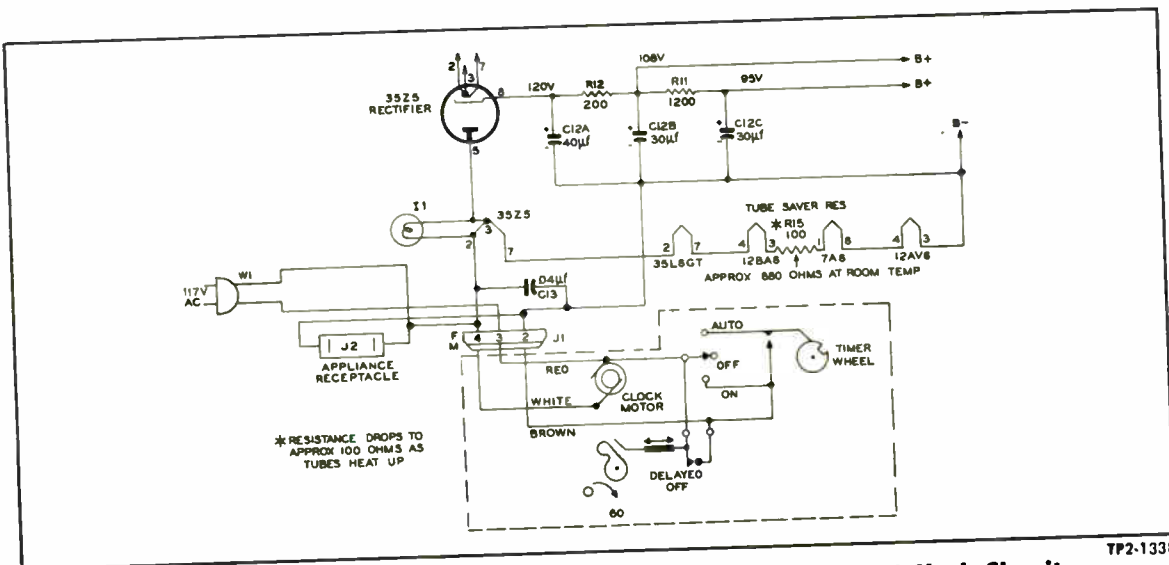 2 3 7
35Z5
RECTIFIER
8
5
120V
R12
200
108V
R11
1200
95V
B+
B+
C12A
40µf
C12B
30µf
C12C
30µf
B-
I1
35Z5
3
2
7
TUBE SAVER RES
*R15
100
2 7
35L6GT
4 3
12BA6
1 8
7A8
4 3
12AV6
APPROX 880 OHMS AT ROOM TEMP
W1
117V
AC
.04µf
C13
J2
APPLIANCE
RECEPTACLE
F
M
4 3 2
J1
RED
WHITE
BROWN
CLOCK
MOTOR
AUTO
OFF
ON
TIMER
WHEEL
DELAYED
OFF
60
*RESISTANCE DROPS TO
APPROX 100 OHMS AS
TUBES HEAT UP
TP2-133